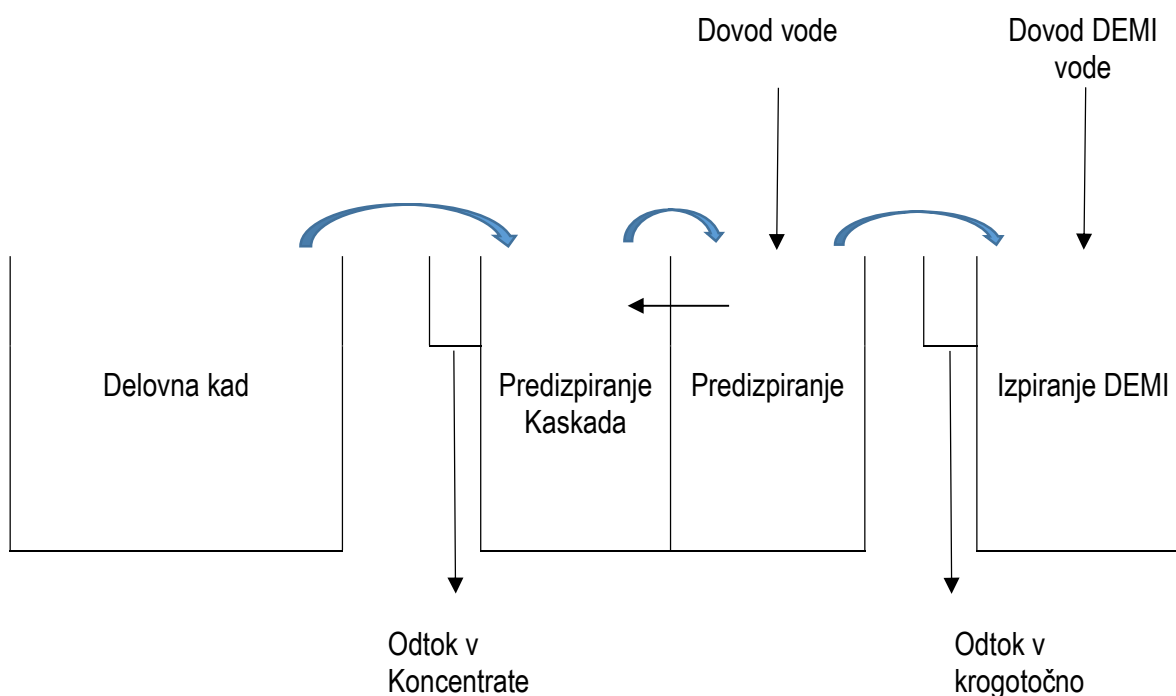 Dovod vode
Dovod DEMI
vode
Delovna kad
Predizpiranje
Kaskada
Predizpiranje
Izpiranje DEMI
Odtok v
Koncentrate
Odtok v
krogotočno